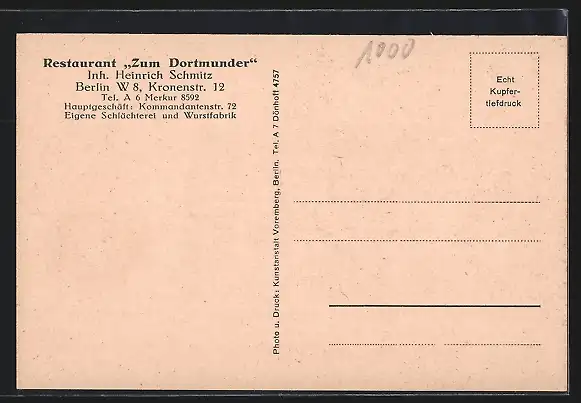 Restaurant „Zum Dortmunder“
Inh. Heinrich Schmitz
Berlin W 8, Kronenstr. 12
Tel. A 6 Merkur 8592
Hauptgeschäft: Kommandantenstr. 72
Eigene Schlächterei und Wurstfabrik
Photo u. Druck: Kunstanstalt Voremberg, Berlin. Tel. A 7 Dönhoff 4757
1000
Echt
Kupfer-
tiefdruck